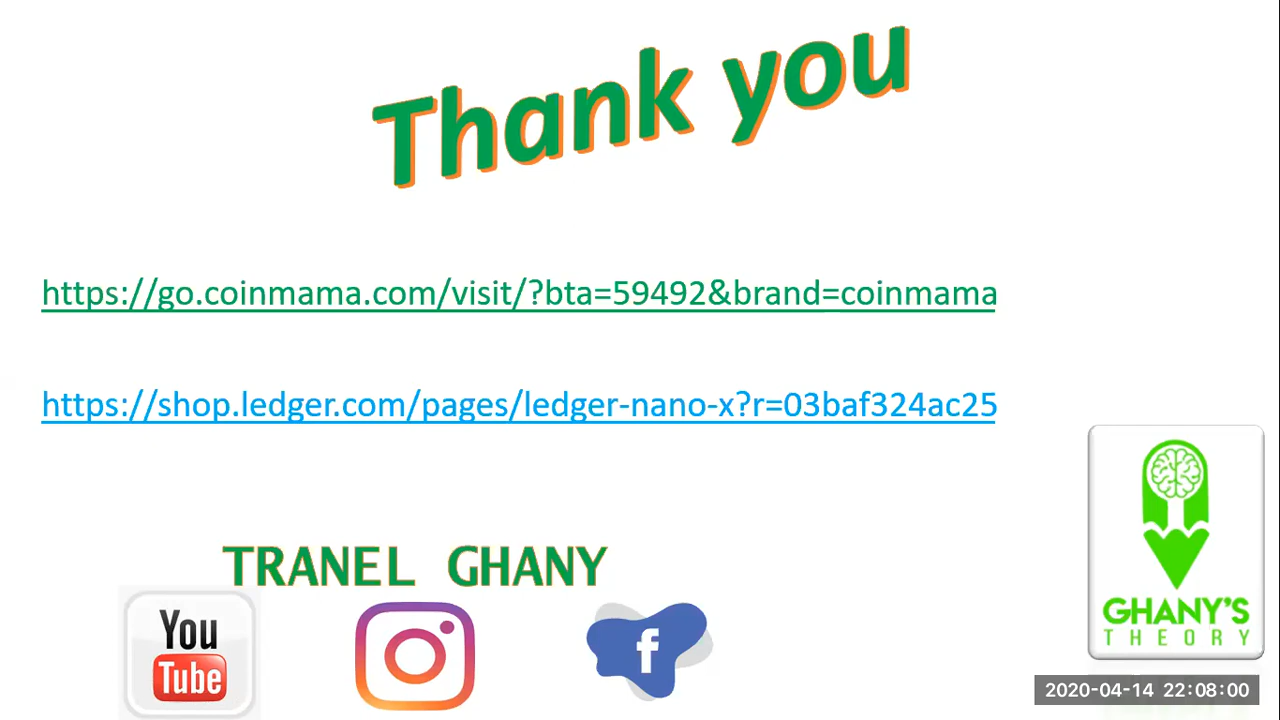 Thank you
https://go.coinmama.com/visit/?bta=59492&brand=coinmama
https://shop.ledger.com/pages/ledger-nano-x?r=03baf324ac25
TRANEL GHANY
You
Tube
f
GHANY'S
THEORY
2020-04-14 22:08:00